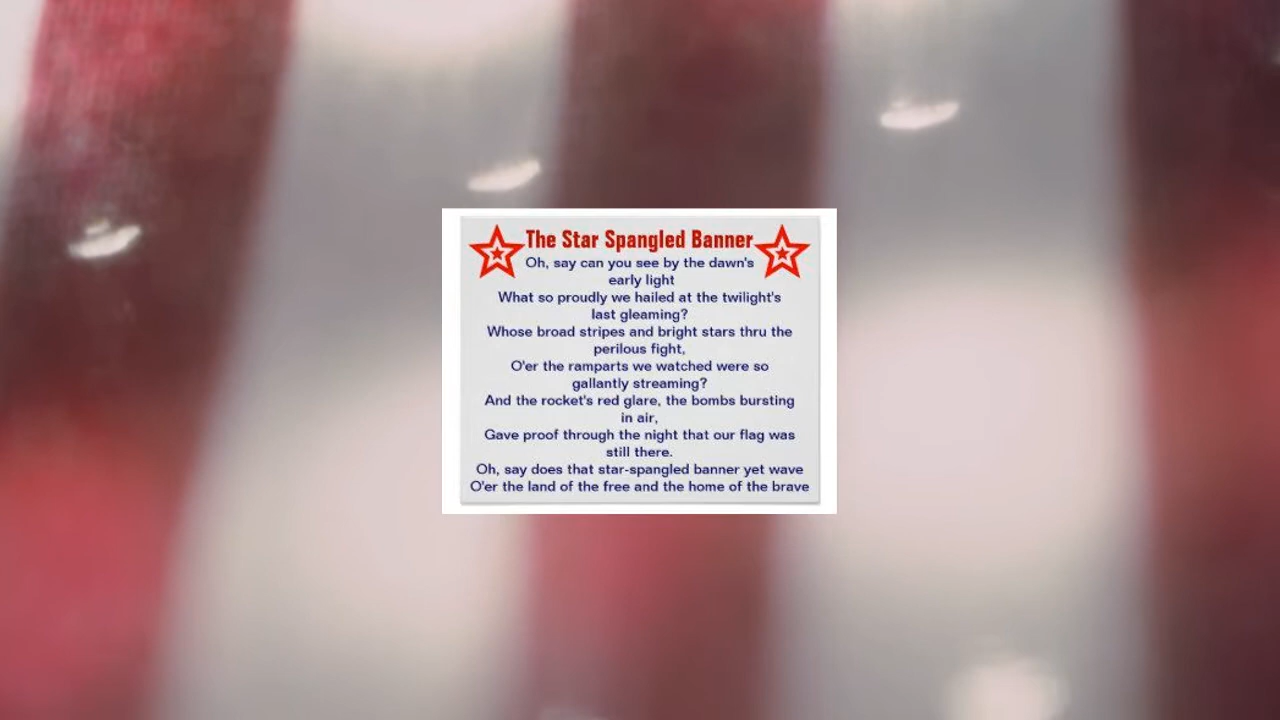 The Star Spangled Banner
Oh, say can you see by the dawn's
early light
What so proudly we hailed at the twilight's
last gleaming?
Whose broad stripes and bright stars thru the
perilous fight,
O'er the ramparts we watched were so
gallantly streaming?
And the rocket's red glare, the bombs bursting
in air,
Gave proof through the night that our flag was
still there.
Oh, say does that star-spangled banner yet wave
O'er the land of the free and the home of the brave